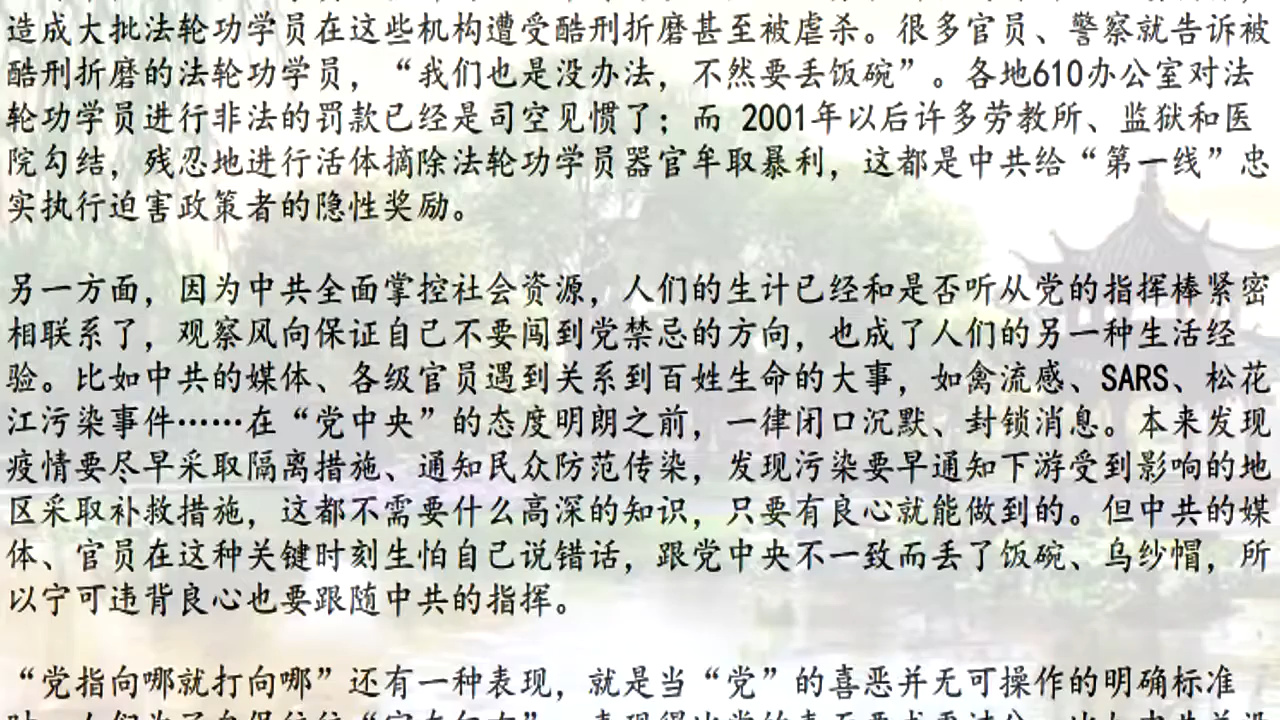 造成大批法轮功学员在这些机构遭受酷刑折磨甚至被虐杀。很多官员、警察就告诉被
酷刑折磨的法轮功学员，“我们也是没办法，不然要丢饭碗”。各地610办公室对法
轮功学员进行非法的罚款已经是司空见惯了；而 2001年以后许多劳教所、监狱和医
院勾结，残忍地进行活体摘除法轮功学员器官牟取暴利，这都是中共给“第一线”忠
实执行迫害政策者的隐性奖励。
另一方面，因为中共全面掌控社会资源，人们的生计已经和是否听从党的指挥棒紧密
相联系了，观察风向保证自己不要闯到党禁忌的方向，也成了人们的另一种生活经
验。比如中共的媒体、各级官员遇到关系到百姓生命的大事，如禽流感、SARS、松花
江污染事件……在“党中央”的态度明朗之前，一律闭口沉默、封锁消息。本来发现
疫情要尽早采取隔离措施、通知民众防范传染，发现污染要早通知下游受到影响的地
区采取补救措施，这都不需要什么高深的知识，只要有良心就能做到的。但中共的媒
体、官员在这种关键时刻生怕自己说错话，跟党中央不一致而丢了饭碗、乌纱帽，所
以宁可违背良心也要跟随中共的指挥。
“党指向哪就打向哪”还有一种表现，就是当“党”的喜恶并无可操作的明确标准